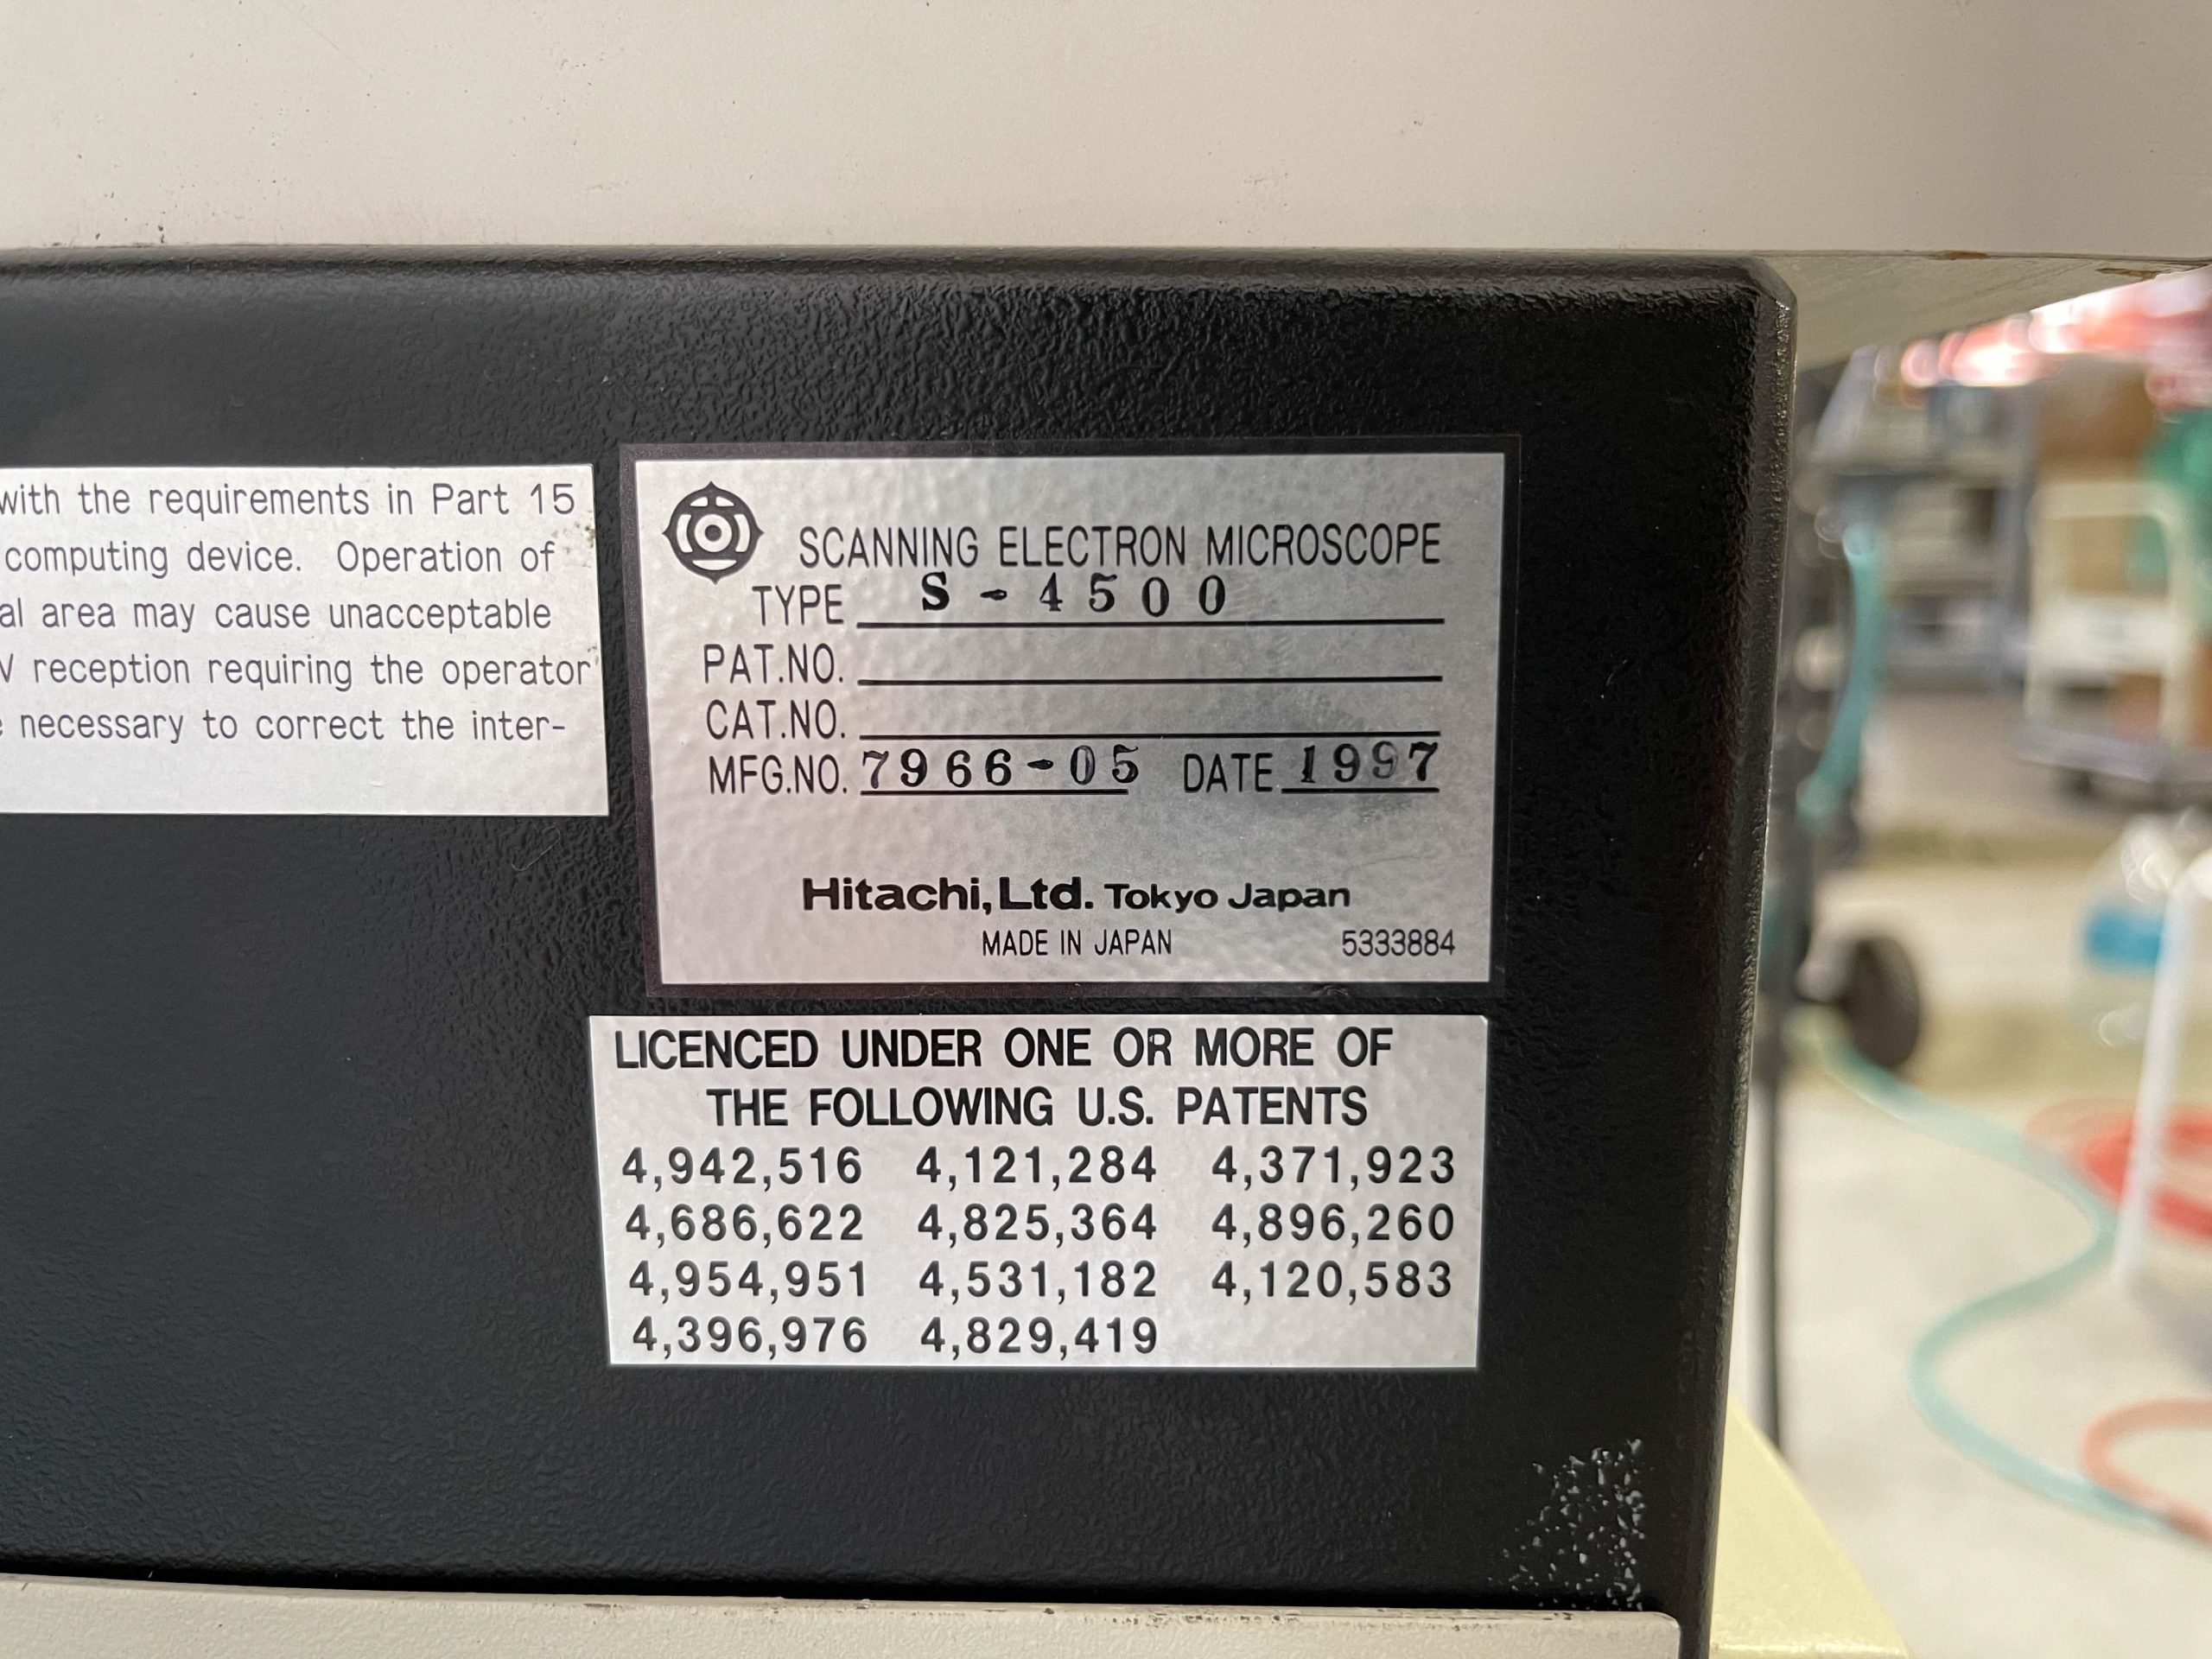 with the requirements in Part 15
computing device. Operation of
al area may cause unacceptable
V reception requiring the operator
necessary to correct the inter-
SCANNING ELECTRON MICROSCOPE
TYPE S-4500
PAT.NO.
CAT.NO.
MFG.NO. 7966-05 DATE 1997
Hitachi, Ltd. Tokyo Japan
MADE IN JAPAN 5333884
LICENCED UNDER ONE OR MORE OF
THE FOLLOWING U.S. PATENTS
4,942,516 4,121,284 4,371,923
4,686,622 4,825,364 4,896,260
4,954,951 4,531,182 4,120,583
4,396,976 4,829,419